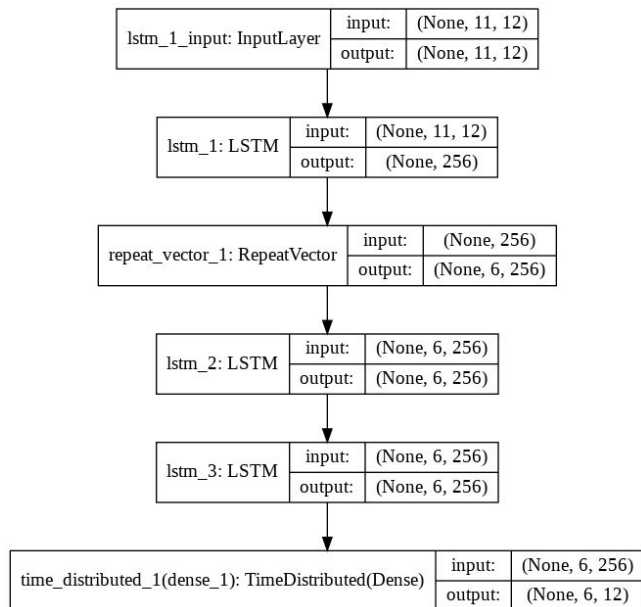 lstm_1_input: InputLayer
input: (None, 11, 12)
output: (None, 11, 12)
lstm_1: LSTM
input: (None, 11, 12)
output: (None, 256)
repeat_vector_1: RepeatVector
input: (None, 256)
output: (None, 6, 256)
lstm_2: LSTM
input: (None, 6, 256)
output: (None, 6, 256)
lstm_3: LSTM
input: (None, 6, 256)
output: (None, 6, 256)
time_distributed_1(dense_1): TimeDistributed(Dense)
input: (None, 6, 256)
output: (None, 6, 12)